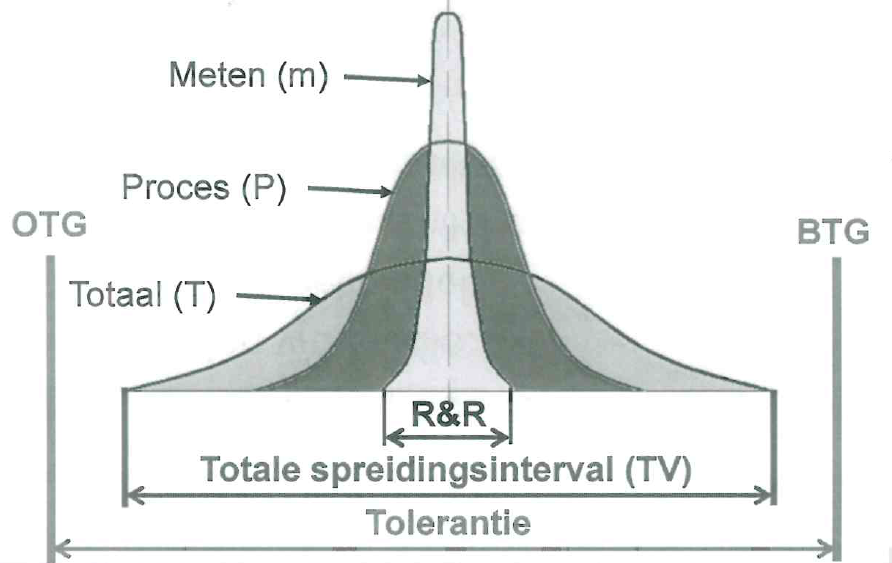 Meten (m)
Proces (P)
OTG
BTG
Totaal (T)
R&R
Totale spreidingsinterval (TV)
Tolerantie